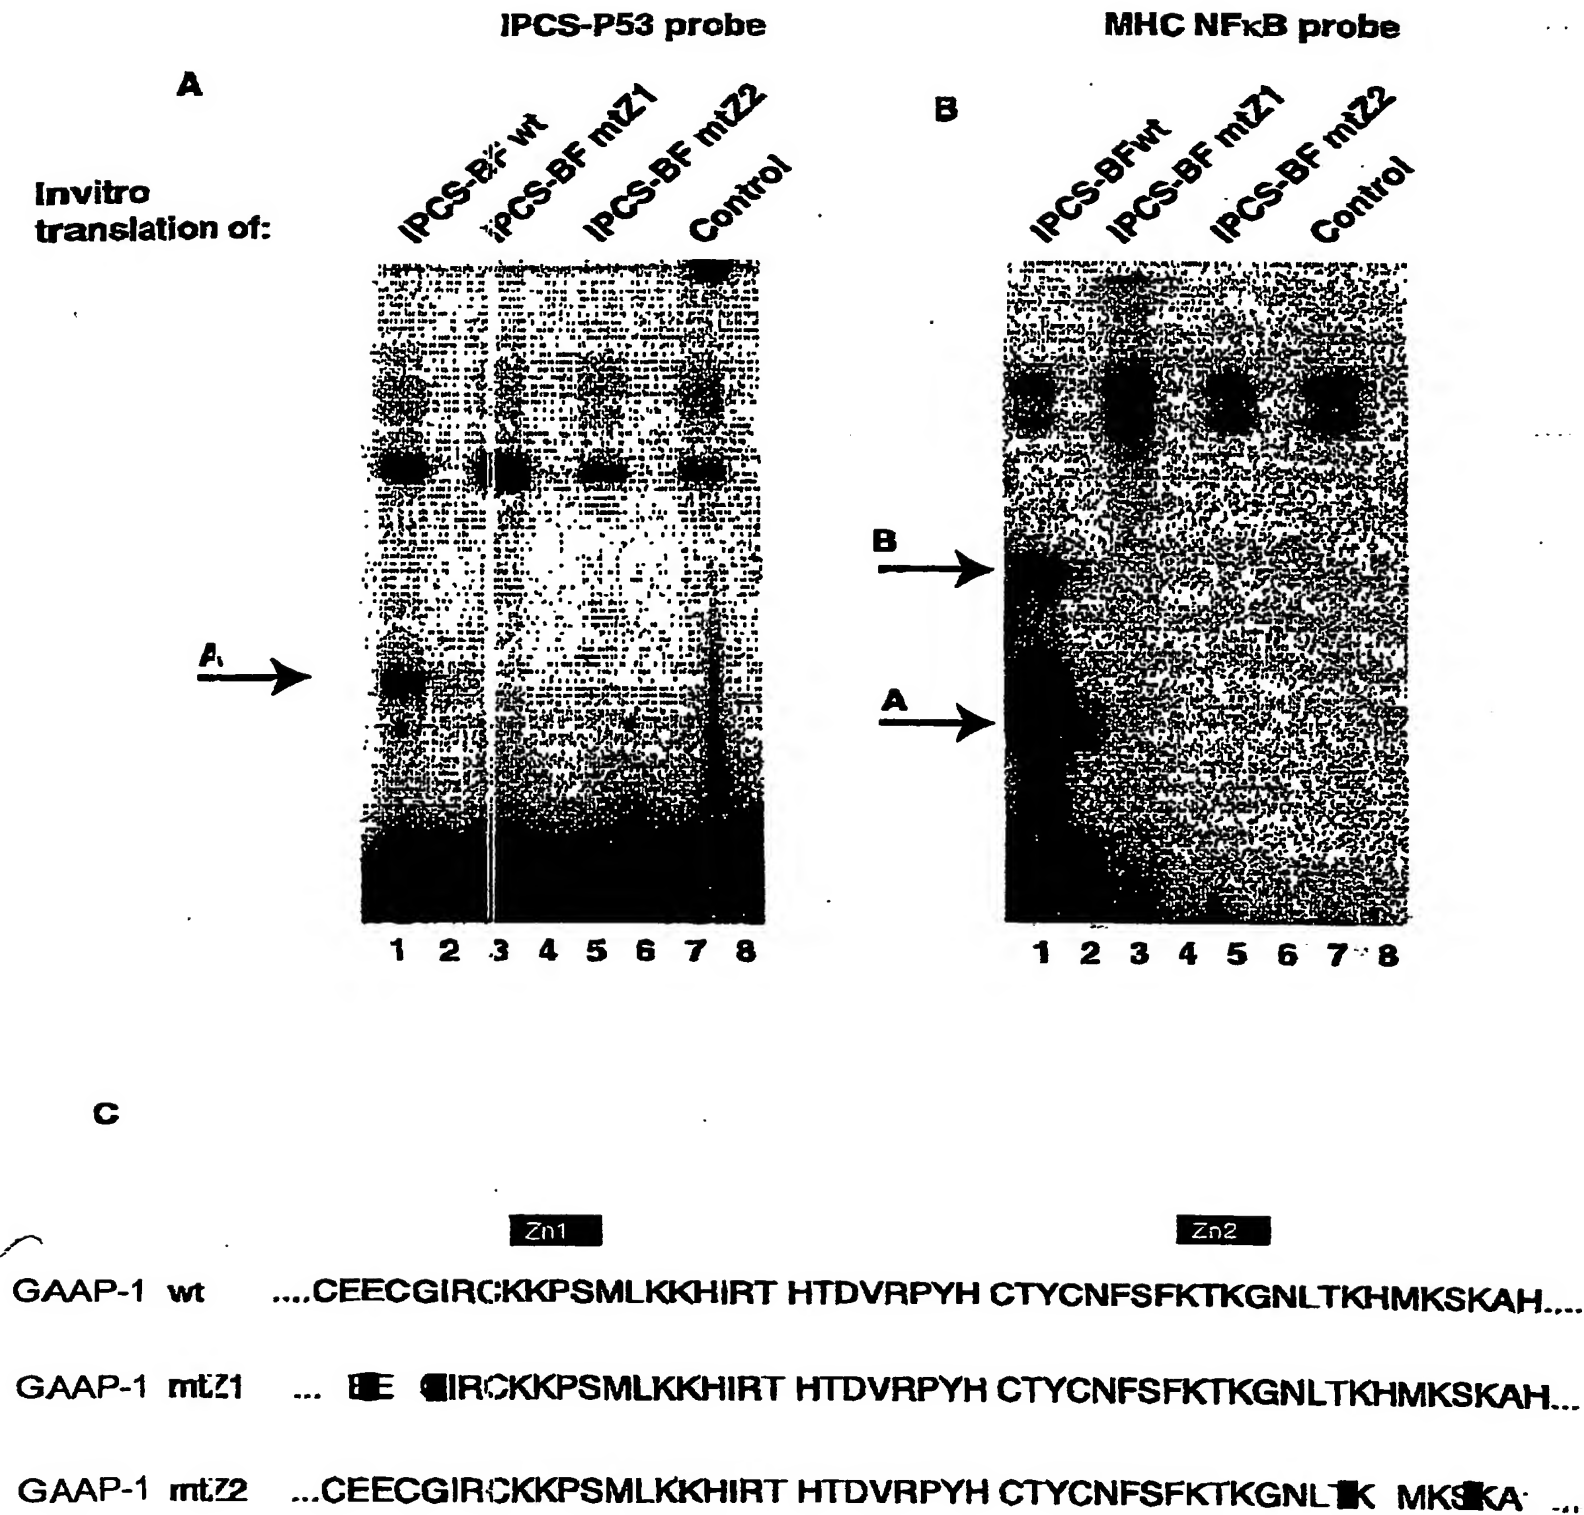 IPCS-P53 probe
MHC NFκB probe
A
B
Invitro
translation of:
IPCS-BF wt
IPCS-BF mtZ1
IPCS-BF mtZ2
Control
IPCS-BFwt
IPCS-BF mtZ1
IPCS-BF mtZ2
Control
A
B
A
1 2 3 4 5 6 7 8
1 2 3 4 5 6 7 8
C
Zn1 Zn2
GAAP-1 wt ....CEECGIRCKKPSMLKKHIRT HTDVRPYH CTYCNFSFKTKGNLTKHMKSKAH....
GAAP-1 mtZ1 ... E IRCKKPSMLKKHIRT HTDVRPYH CTYCNFSFKTKGNLTKHMKSKAH...
GAAP-1 mtZ2 ...CEECGIRCKKPSMLKKHIRT HTDVRPYH CTYCNFSFKTKGNLTK MKSKA ...